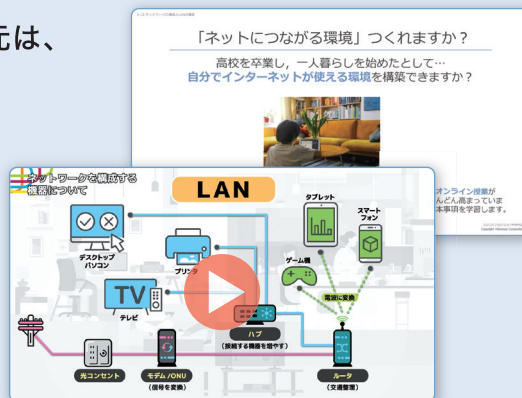 元は、
「ネットにつながる環境」つくれますか？
高校を卒業し，一人暮らしを始めたとして…
自分でインターネットが使える環境を構築できますか？
オンライン授業が
んどん高まっていま
本事項を学習します。
ネットワークを構成する
機器について
LAN
デスクトップ
パソコン
プリンタ
タブレット
スマート
フォン
ゲーム機
TV
テレビ
電波に変換
ハブ
(接続する機器を増やす)
光コンセント
モデム/ONU
(信号を変換)
ルータ
(交通整理)